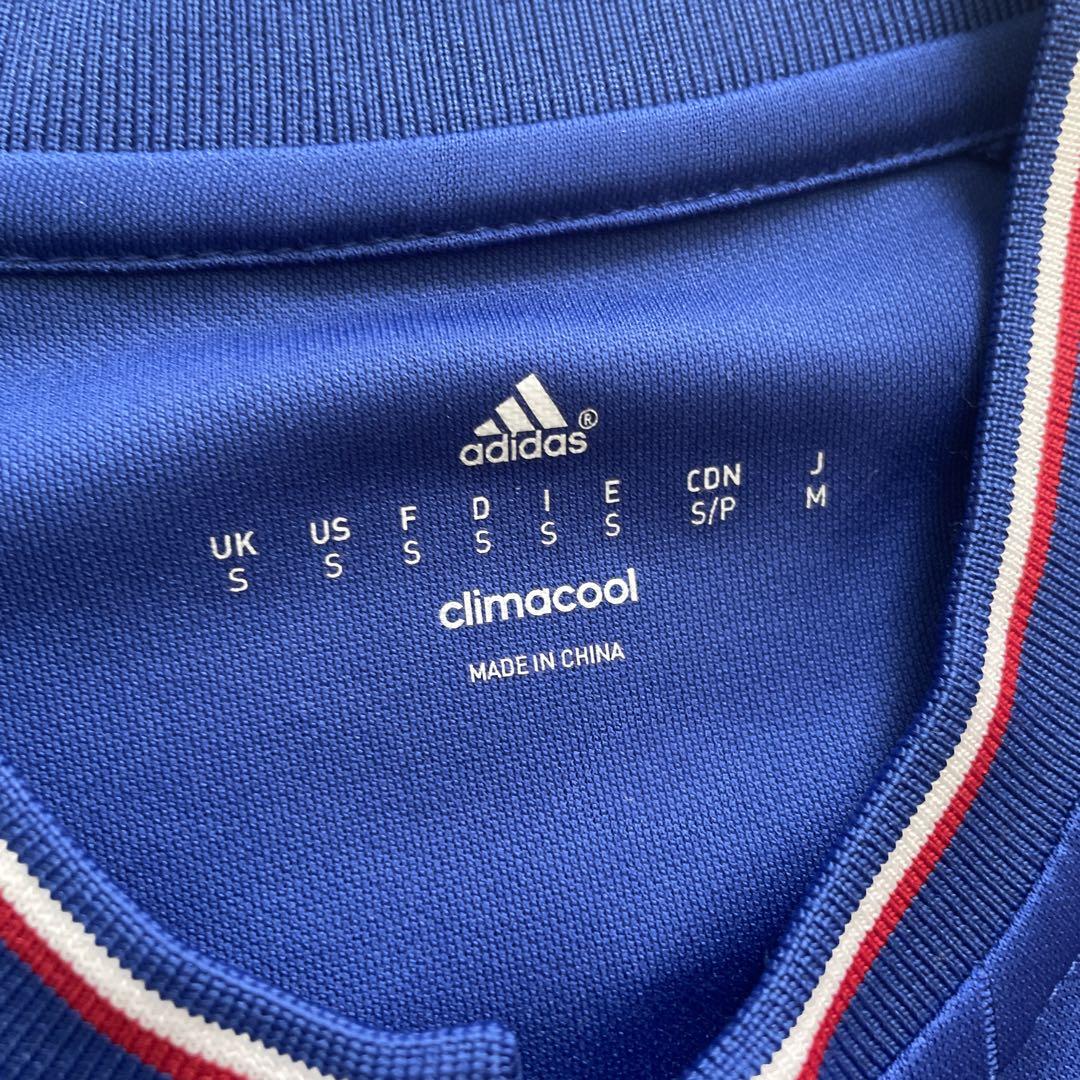 adidas®
UK US F D I E CDN J
S S S S S S S/P M
climacool
MADE IN CHINA